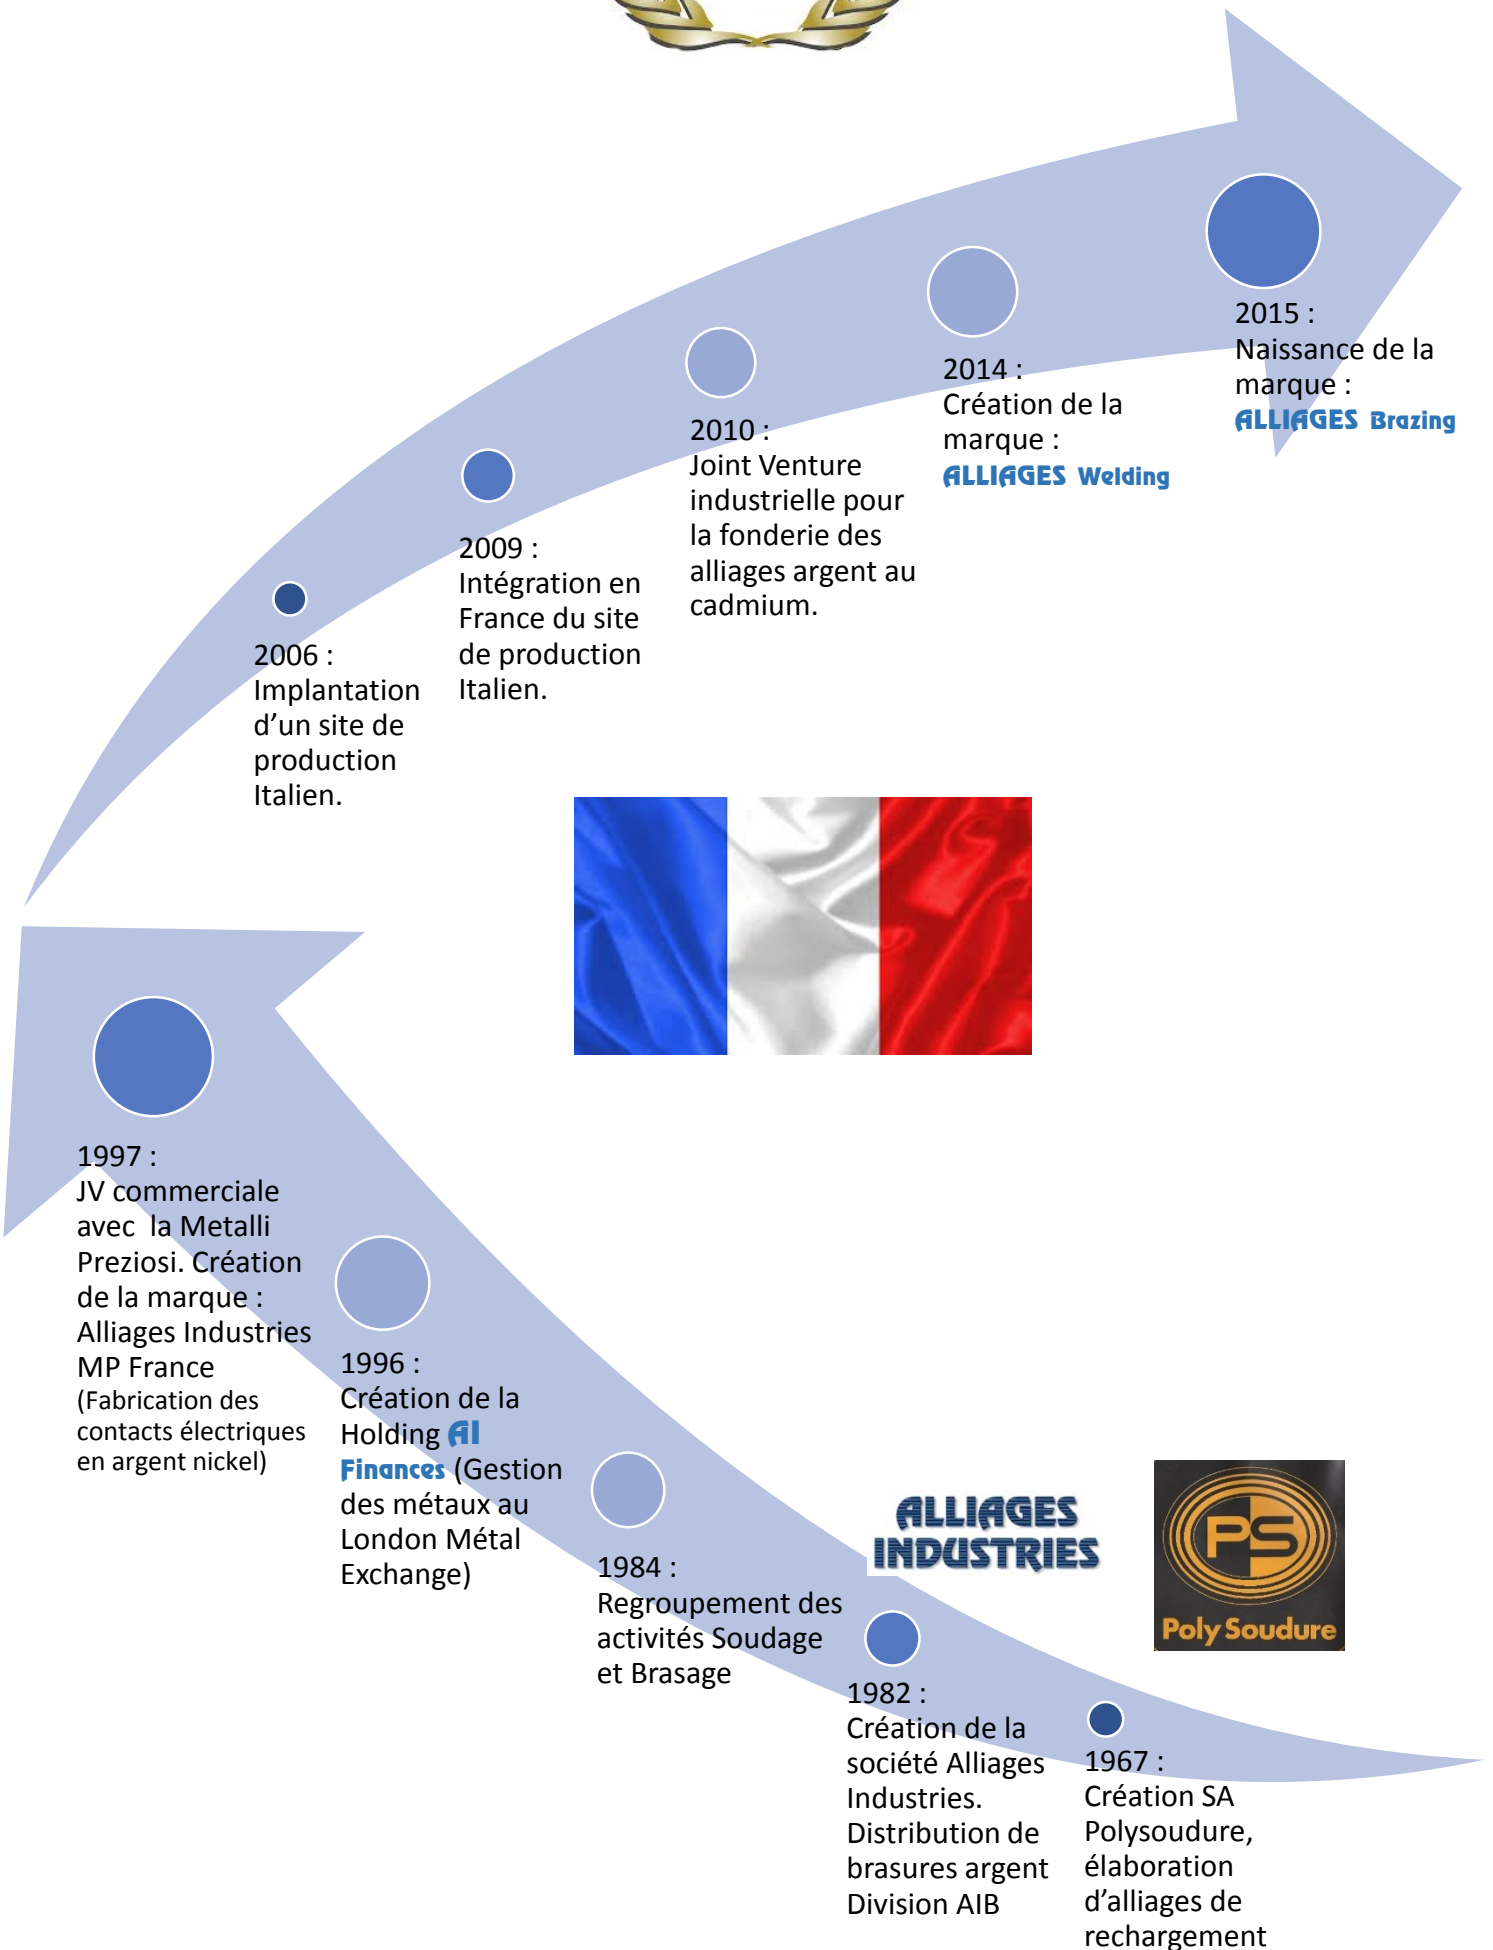 2015 :
Naissance de la
marque :
ALLIAGES Brazing
2014 :
Création de la
marque :
ALLIAGES Welding
2010 :
Joint Venture
industrielle pour
la fonderie des
alliages argent au
cadmium.
2009 :
Intégration en
France du site
de production
Italien.
2006 :
Implantation
d’un site de
production
Italien.
1997 :
JV commerciale
avec la Metalli
Preziosi. Création
de la marque :
Alliages Industries
MP France
(Fabrication des
contacts électriques
en argent nickel)
1996 :
Création de la
Holding AI
Finances (Gestion
des métaux au
London Métal
Exchange)
1984 :
Regroupement des
activités Soudage
et Brasage
ALLIAGES
INDUSTRIES
1982 :
Création de la
société Alliages
Industries.
Distribution de
brasures argent
Division AIB
PS
Poly Soudure
1967 :
Création SA
Polysoudure,
élaboration
d’alliages de
rechargement